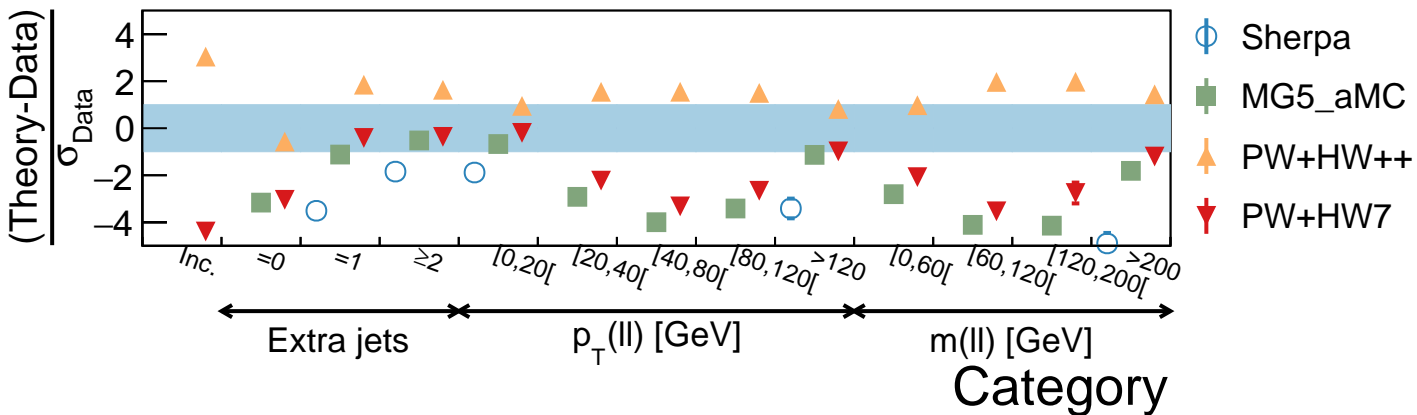 (Theory-Data)
σData
4
2
0
−2
−4
Sherpa
MG5_aMC
PW+HW++
PW+HW7
Inc.
=0
=1
≥2
[0,20[
[20,40[
[40,80[
[80,120[
>120
[0,60[
[60,120[
[120,200[
>200
Extra jets
pT(ll) [GeV]
m(ll) [GeV]
Category